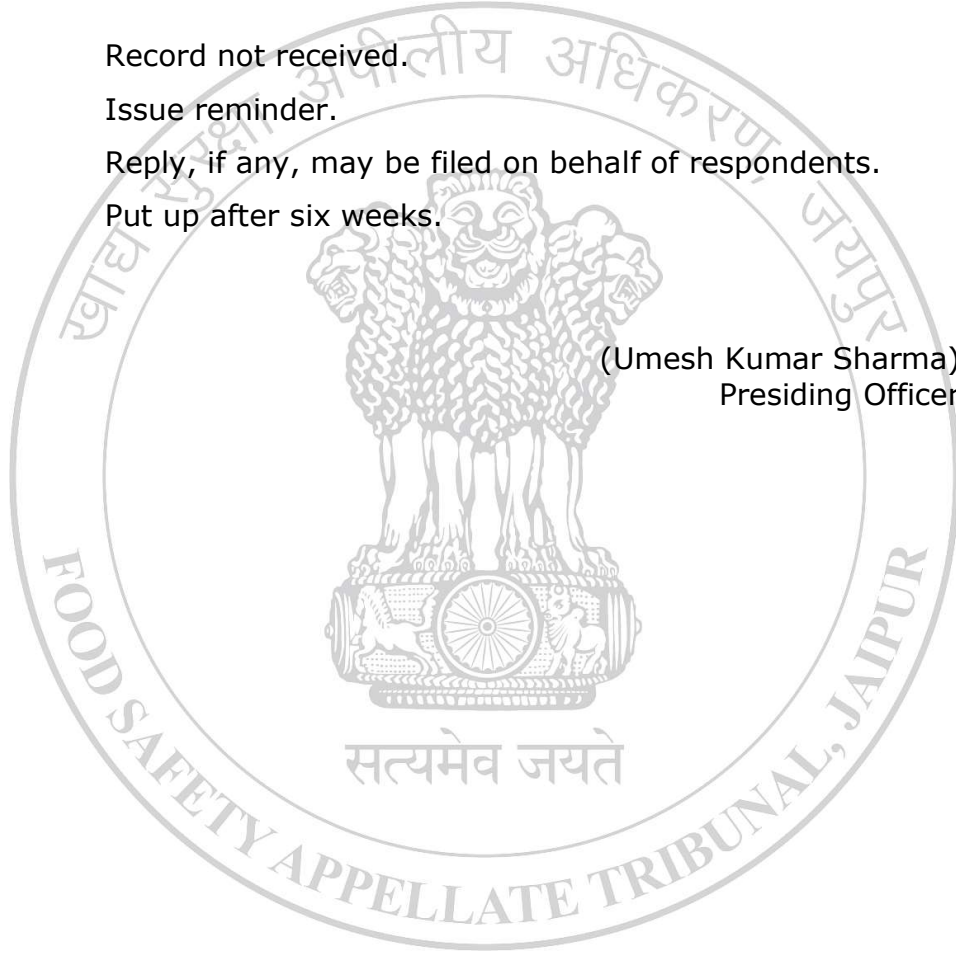 Record not received.
Issue reminder.
Reply, if any, may be filed on behalf of respondents.
Put up after six weeks.
(Umesh Kumar Sharma)
Presiding Officer
खाद्य सुरक्षा अपीलीय अधिकरण, जयपुर
सत्यमेव जयते
FOOD SAFETY APPELLATE TRIBUNAL, JAIPUR